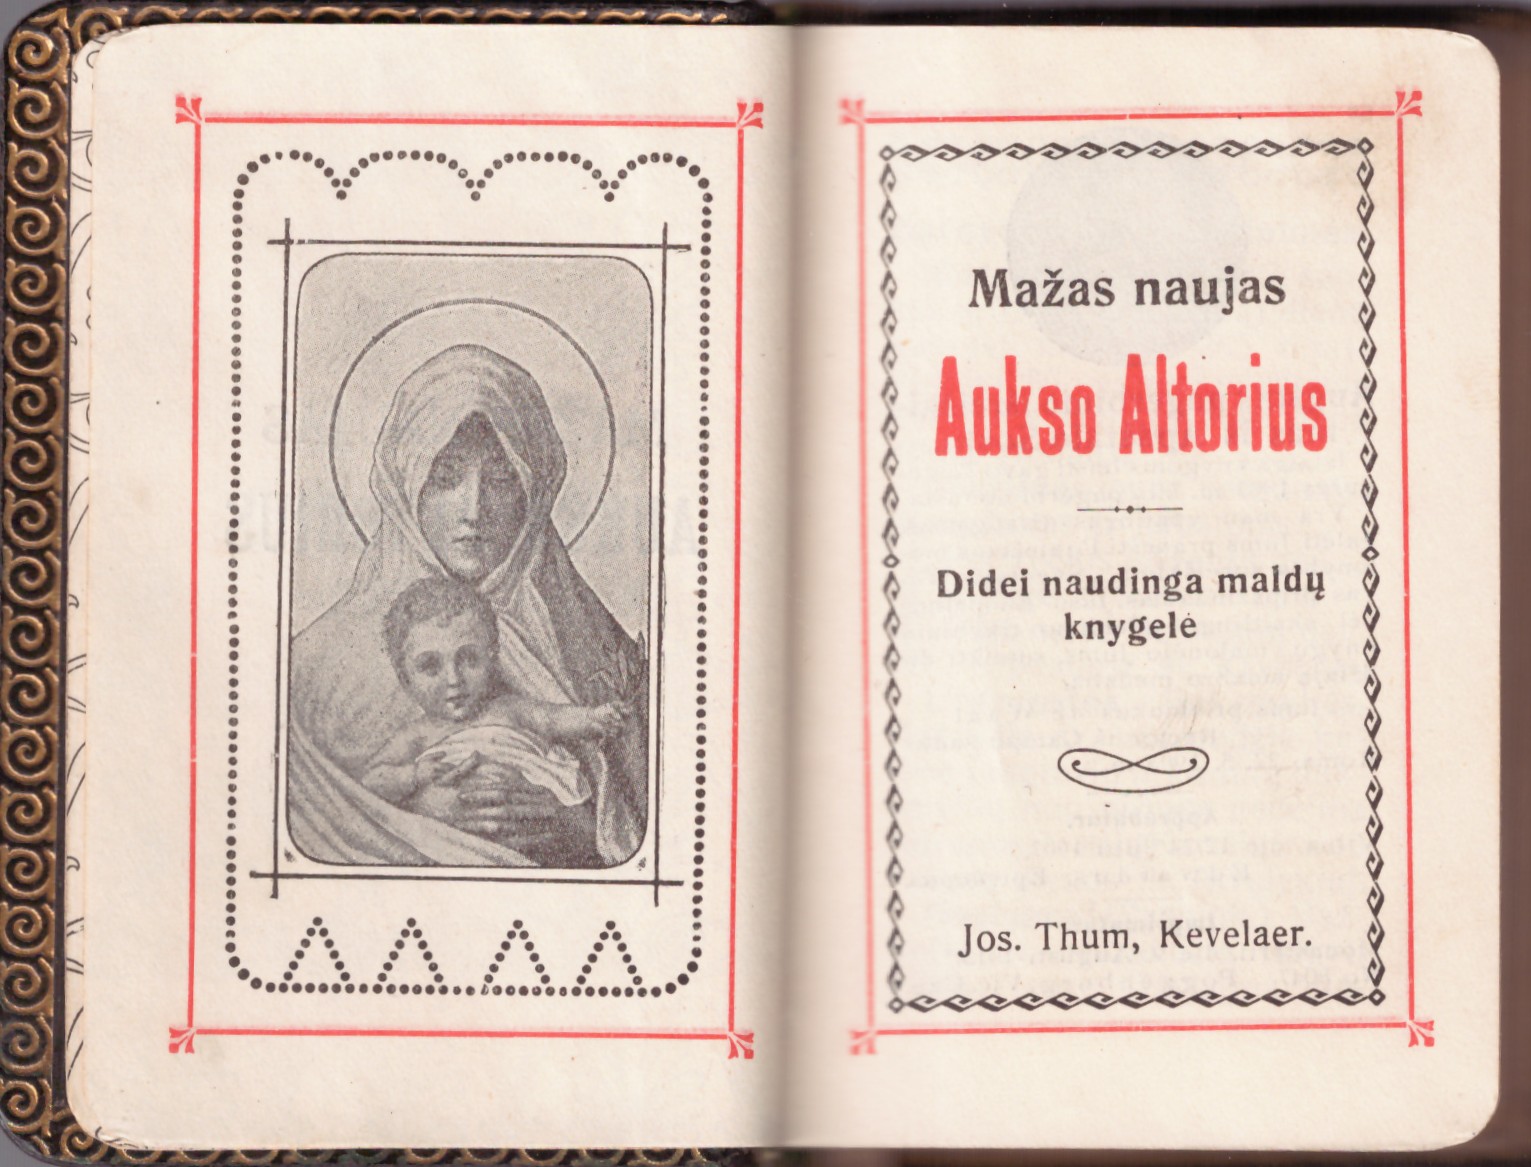 Mažas naujas
Aukso Altorius
Didei naudinga maldų
knygelė
Jos. Thum, Kevelaer.